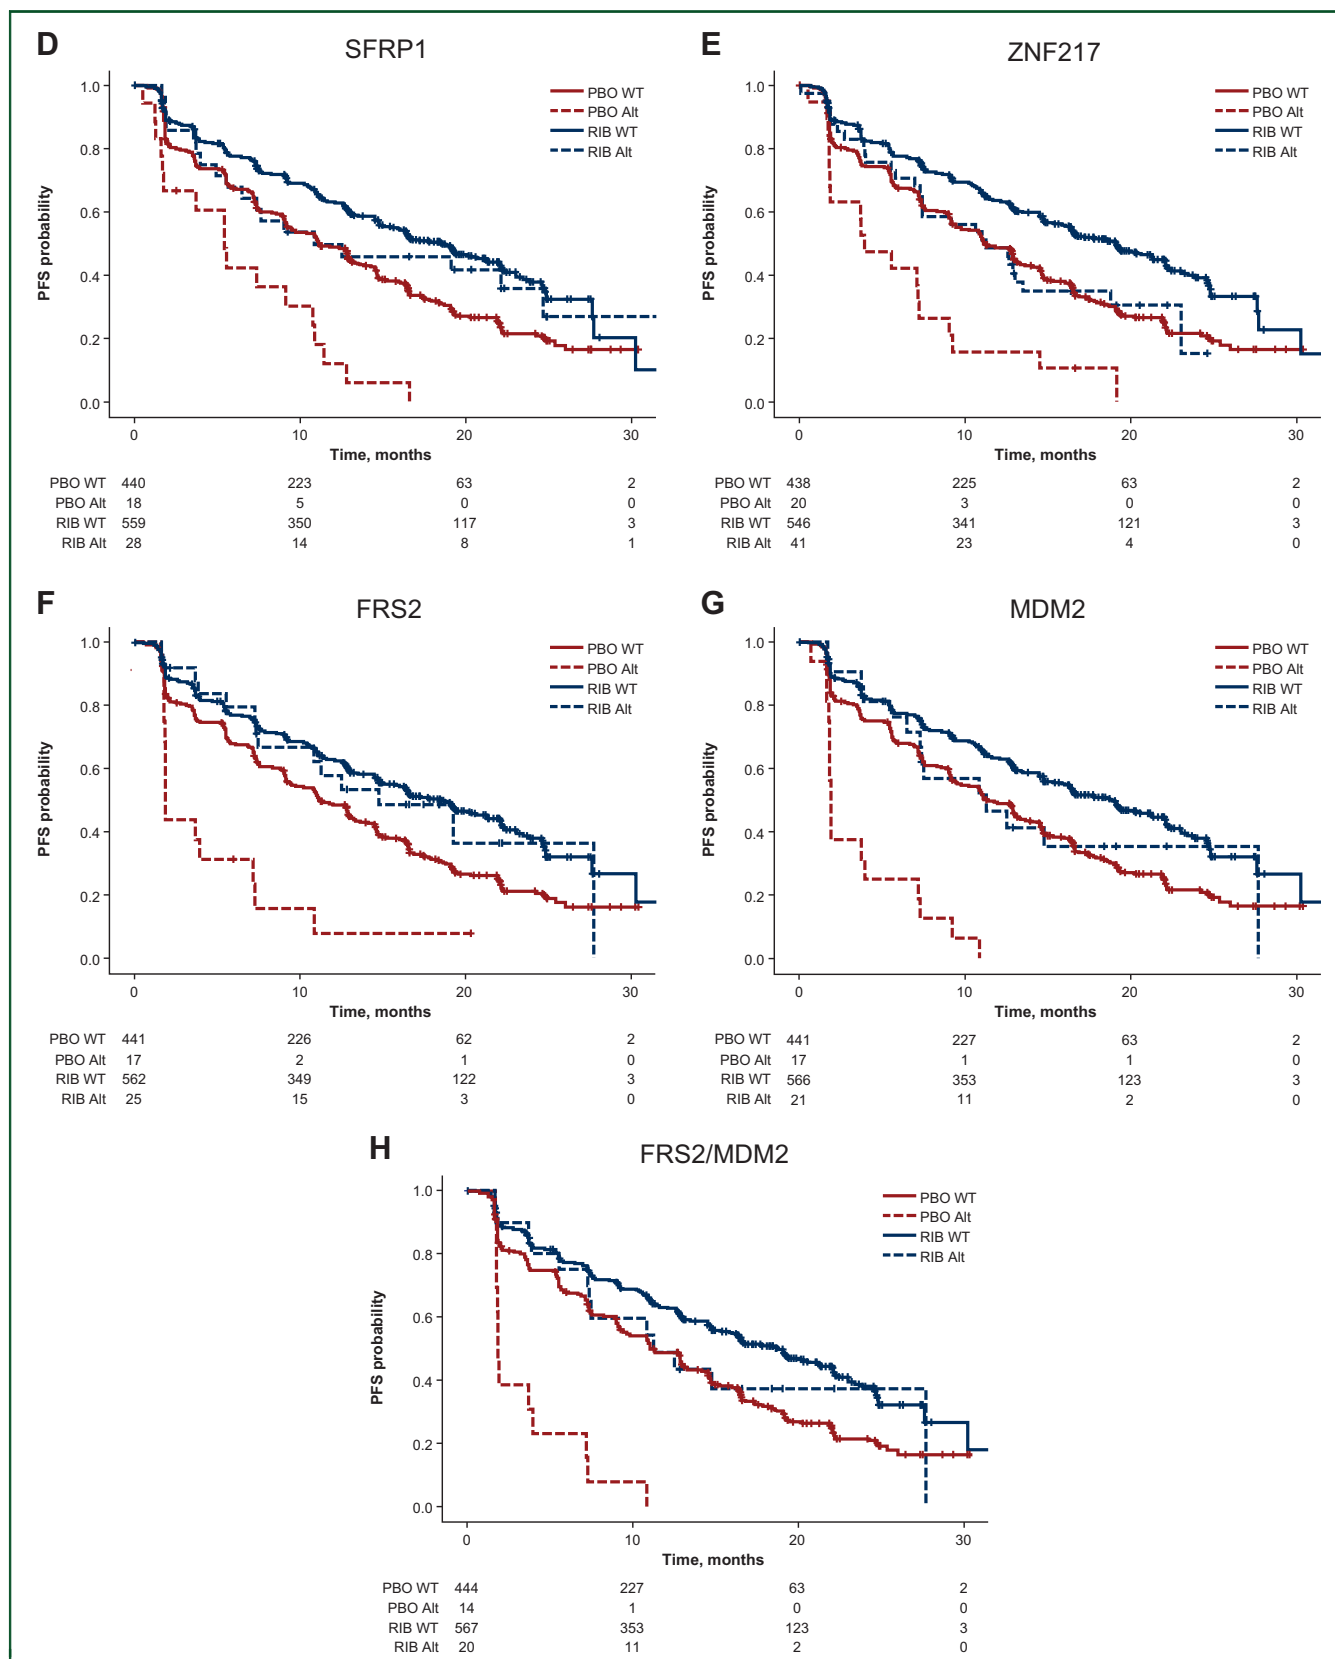 D SFRP1
PBO WT
PBO Alt
RIB WT
RIB Alt
PFS probability
1.0
0.8
0.6
0.4
0.2
0.0
0 10 20 30
Time, months
PBO WT 440 223 63 2
PBO Alt 18 5 0 0
RIB WT 559 350 117 3
RIB Alt 28 14 8 1
E ZNF217
PBO WT
PBO Alt
RIB WT
RIB Alt
PFS probability
1.0
0.8
0.6
0.4
0.2
0.0
0 10 20 30
Time, months
PBO WT 438 225 63 2
PBO Alt 20 3 0 0
RIB WT 546 341 121 3
RIB Alt 41 23 4 0
F FRS2
PBO WT
PBO Alt
RIB WT
RIB Alt
PFS probability
1.0
0.8
0.6
0.4
0.2
0.0
0 10 20 30
Time, months
PBO WT 441 226 62 2
PBO Alt 17 2 1 0
RIB WT 562 349 122 3
RIB Alt 25 15 3 0
G MDM2
PBO WT
PBO Alt
RIB WT
RIB Alt
PFS probability
1.0
0.8
0.6
0.4
0.2
0.0
0 10 20 30
Time, months
PBO WT 441 227 63 2
PBO Alt 17 1 1 0
RIB WT 566 353 123 3
RIB Alt 21 11 2 0
H FRS2/MDM2
PBO WT
PBO Alt
RIB WT
RIB Alt
PFS probability
1.0
0.8
0.6
0.4
0.2
0.0
0 10 20 30
Time, months
PBO WT 444 227 63 2
PBO Alt 14 1 0 0
RIB WT 567 353 123 3
RIB Alt 20 11 2 0